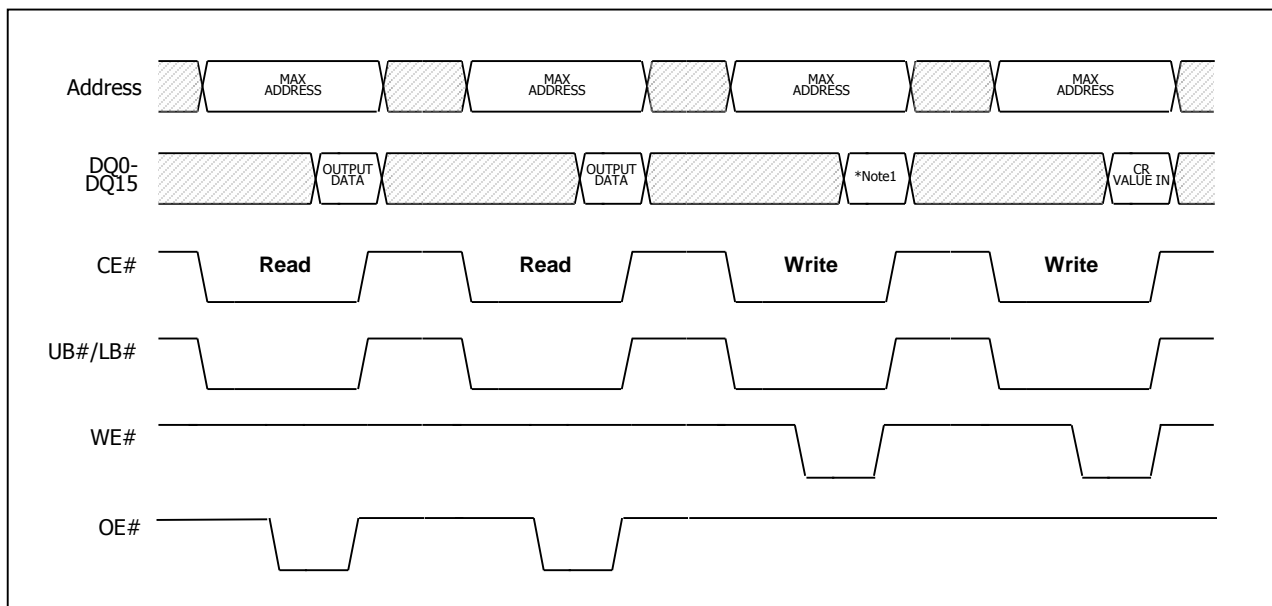 Address
MAX
ADDRESS
MAX
ADDRESS
MAX
ADDRESS
MAX
ADDRESS
DQ0-
DQ15
OUTPUT
DATA
OUTPUT
DATA
*Note1
CR
VALUE IN
CE#
Read
Read
Write
Write
UB#/LB#
WE#
OE#